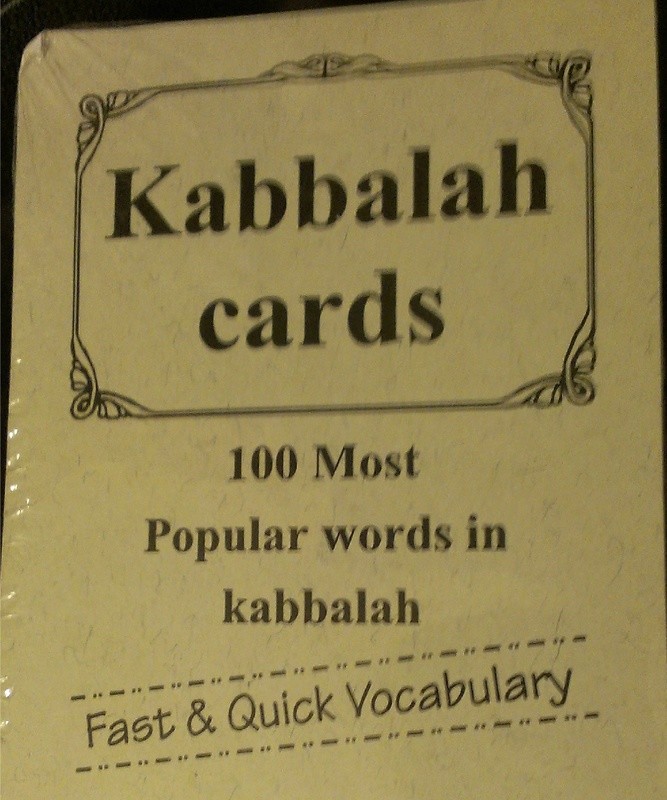 Kabbalah
cards
100 Most
Popular words in
kabbalah
Fast & Quick Vocabulary